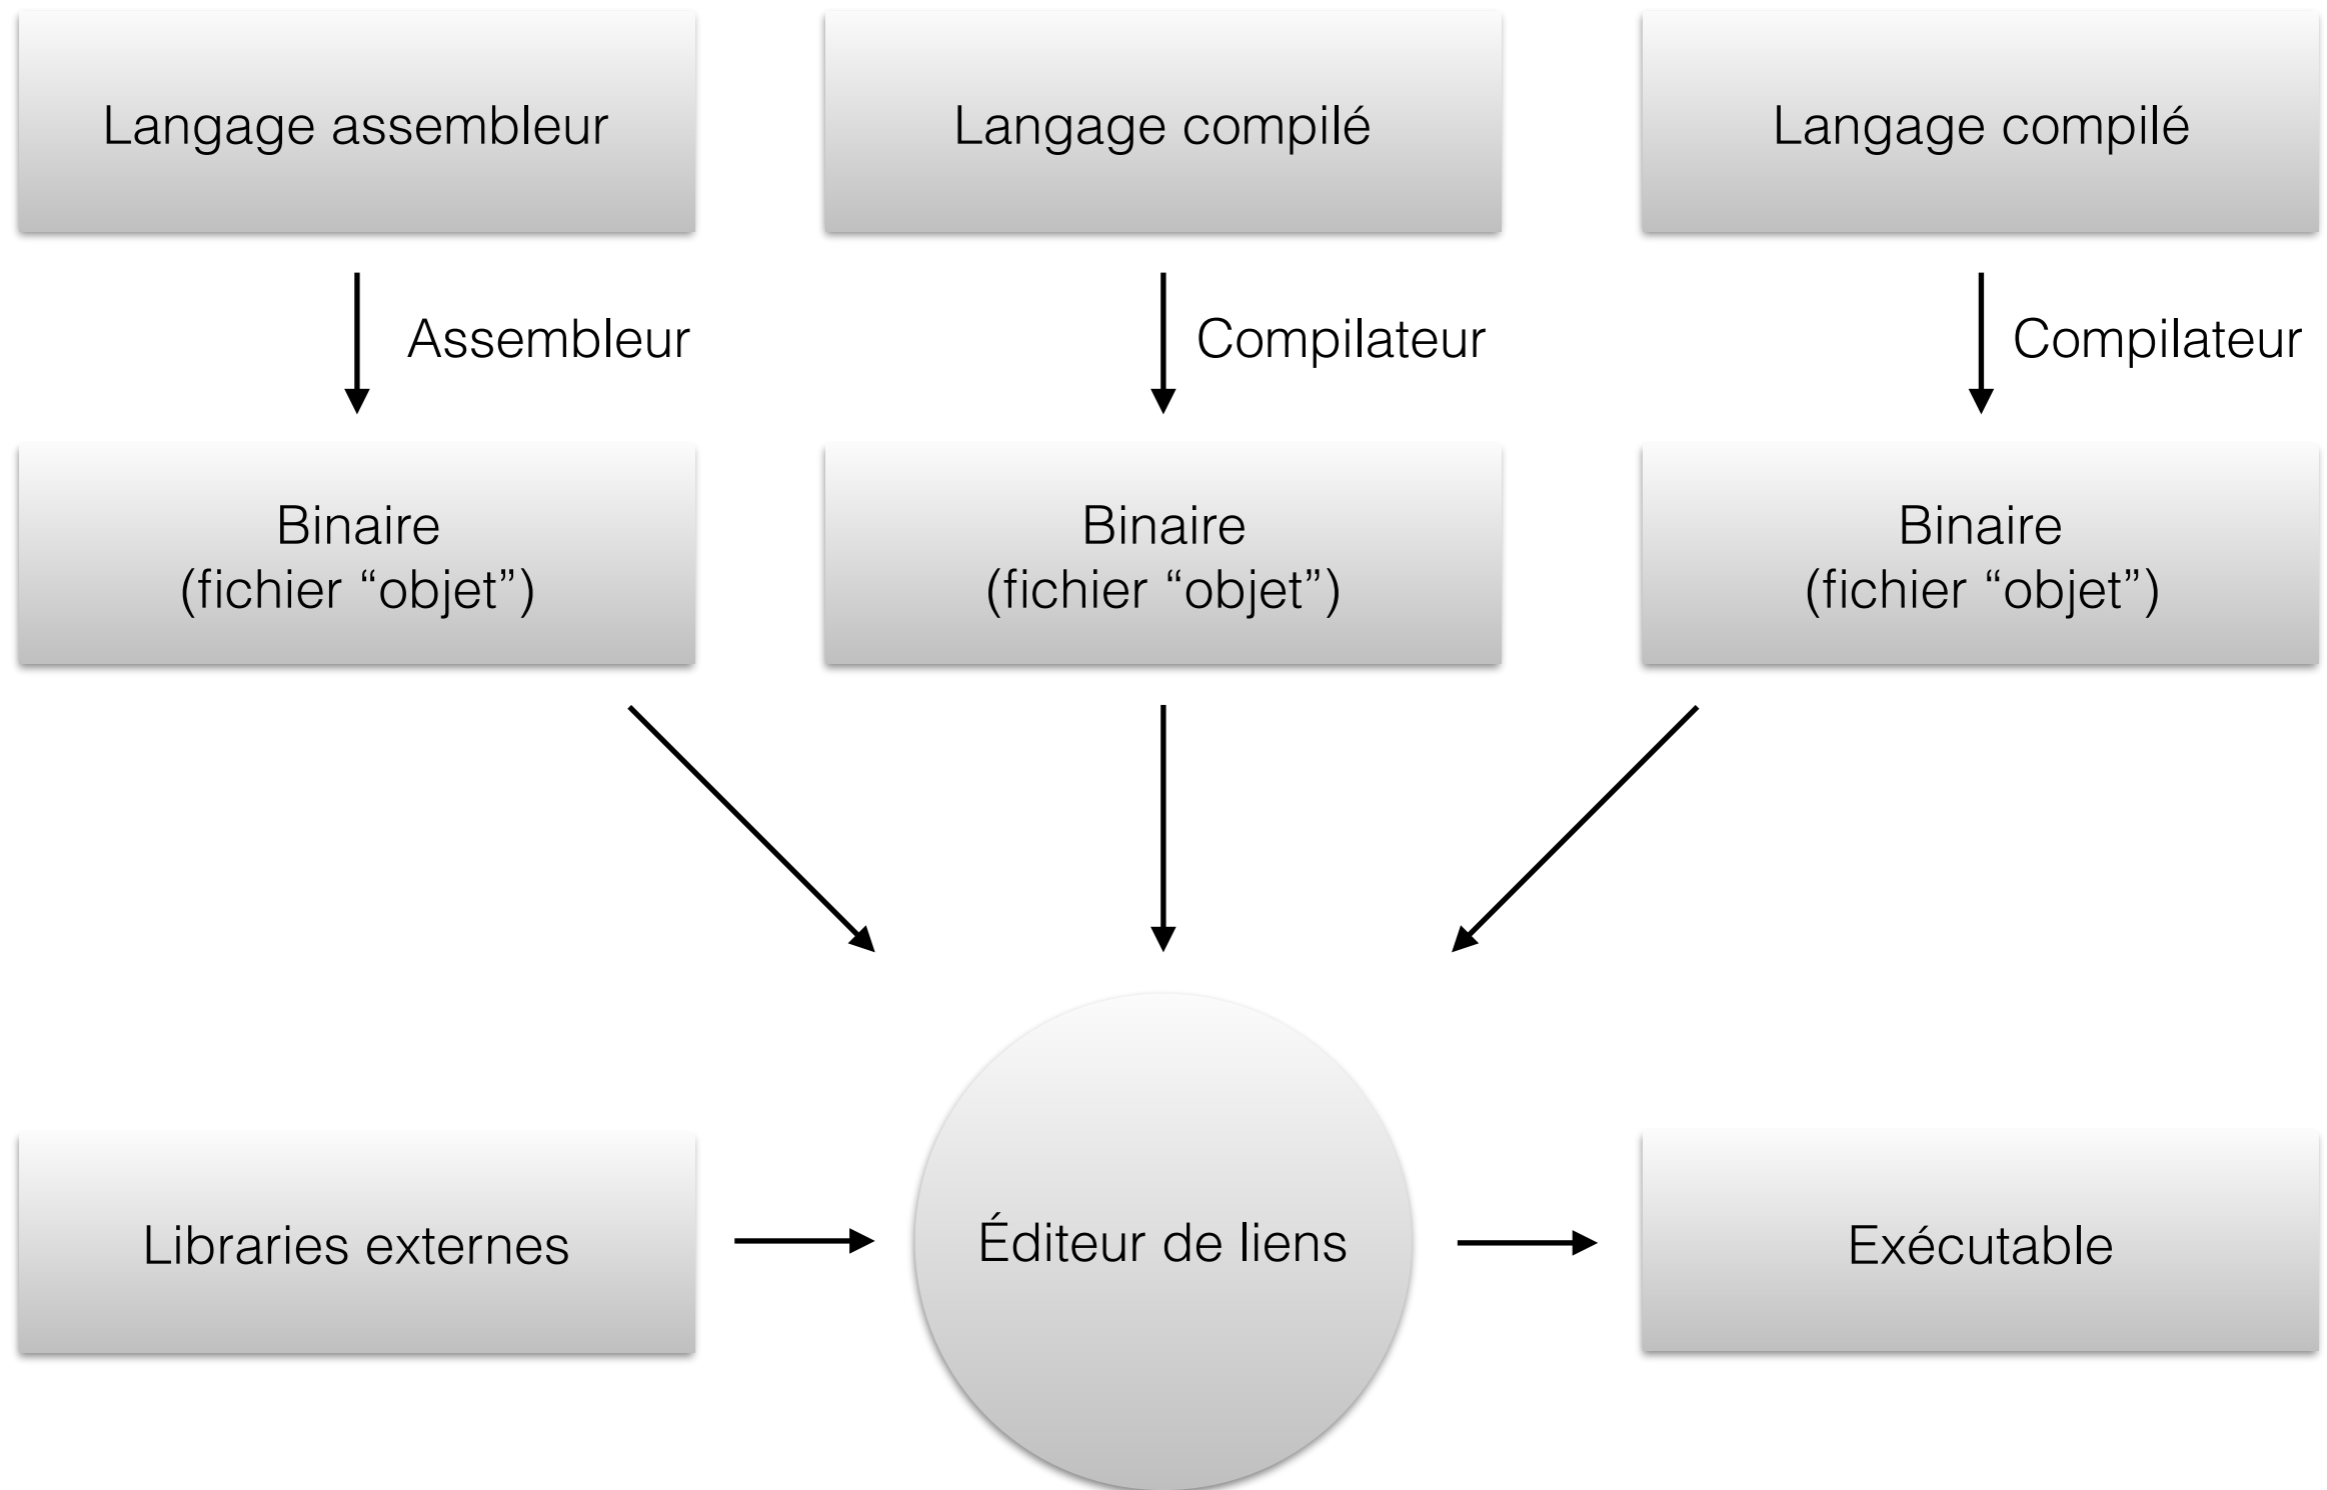 Langage assembleur
Langage compilé
Langage compilé
Assembleur
Compilateur
Compilateur
Binaire
(fichier “objet”)
Binaire
(fichier “objet”)
Binaire
(fichier “objet”)
Libraries externes
Éditeur de liens
Exécutable